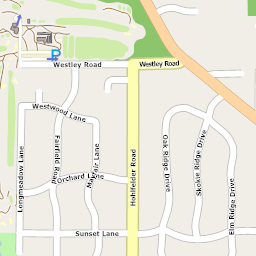 P
Westley Road
Westley Road
Westwood Lane
Fairfield Road
Longmeadow Lane
Mayfair Lane
Orchard Lane
Hohlfelder Road
Oak Ridge Drive
Skokie Ridge Drive
Elm Ridge Drive
Sunset Lane